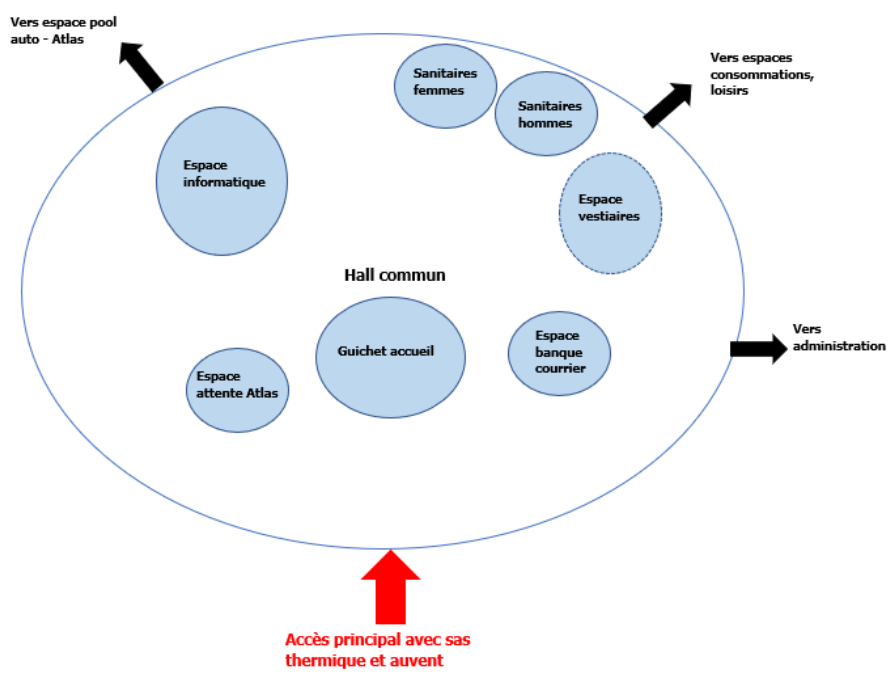 Vers espace pool
auto - Atlas
Vers espaces
consommations,
loisirs
Sanitaires
femmes
Sanitaires
hommes
Espace
informatique
Espace
vestiaires
Hall commun
Guichet accueil
Espace
banque
courrier
Vers
administration
Espace
attente Atlas
Accès principal avec sas
thermique et auvent